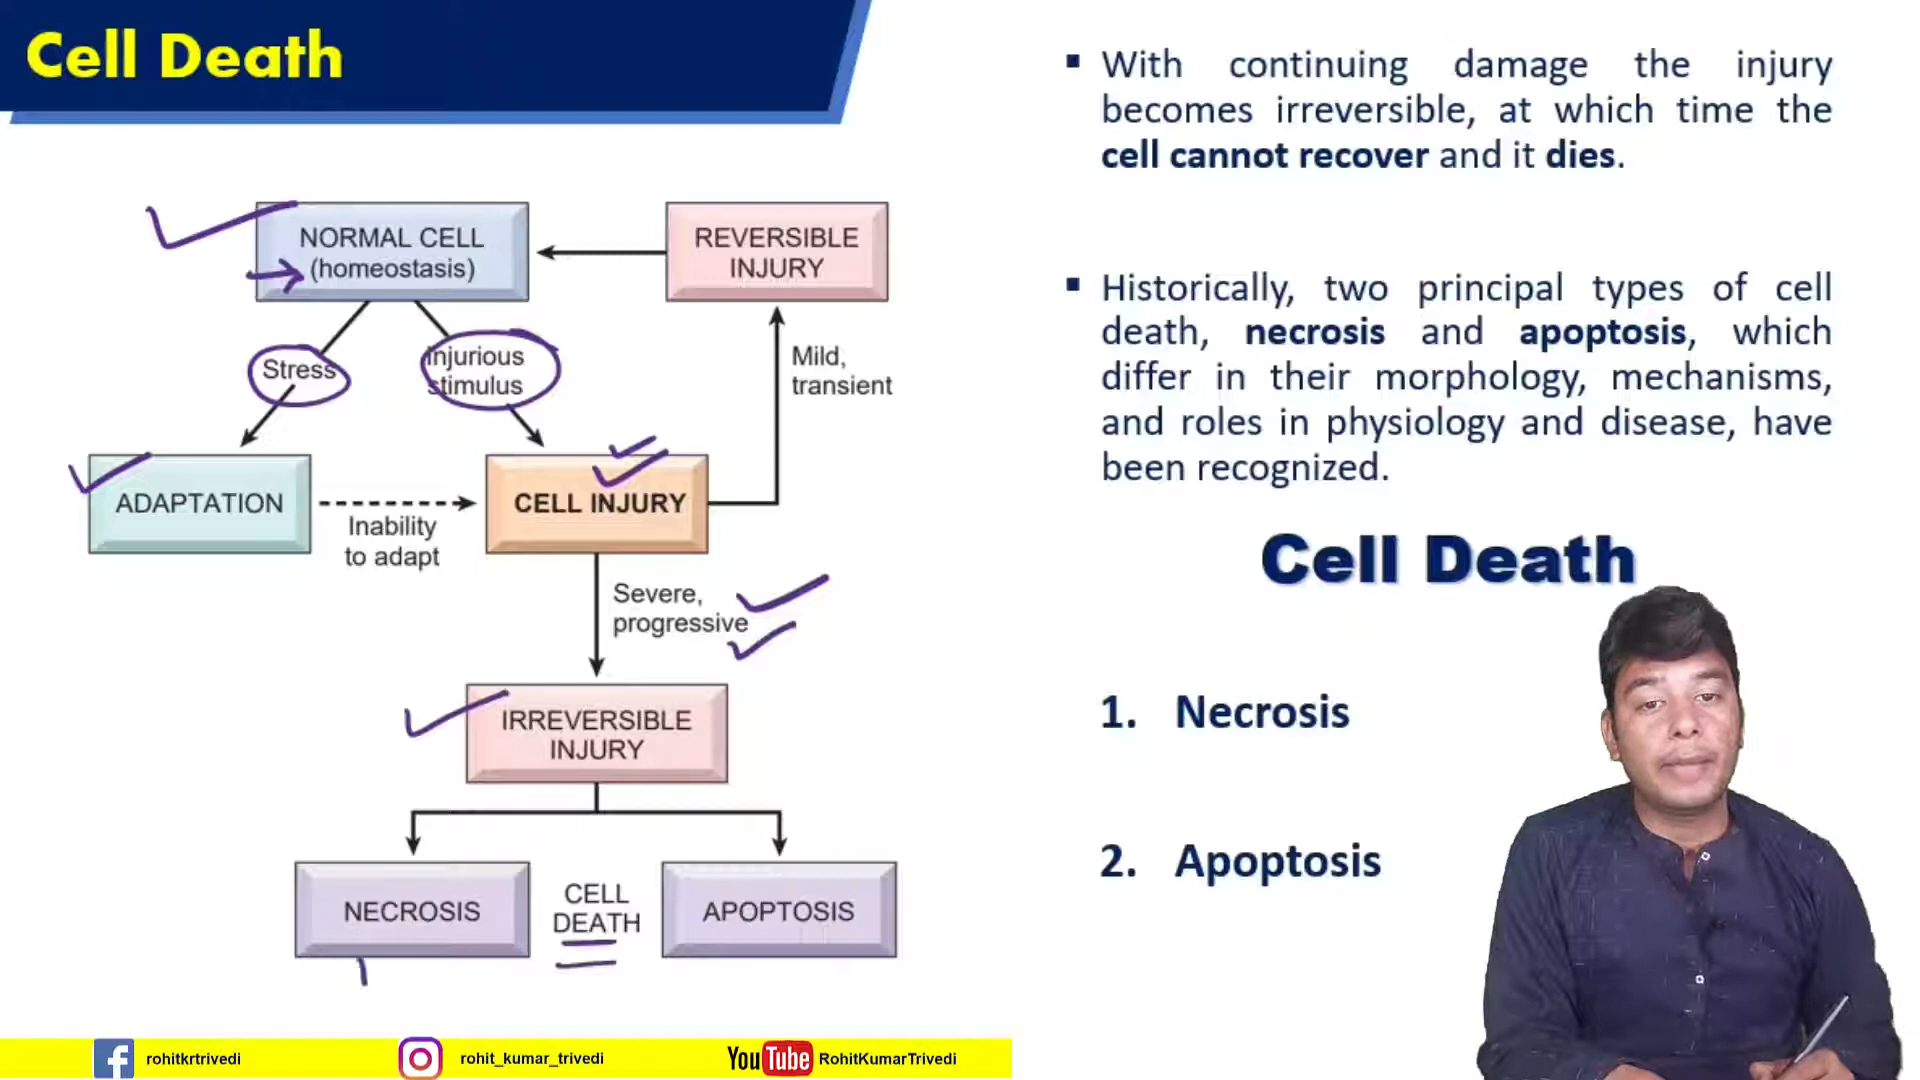 Cell Death
NORMAL CELL
(homeostasis)
REVERSIBLE
INJURY
Stress
Injurious
stimulus
Mild,
transient
ADAPTATION
Inability
to adapt
CELL INJURY
Severe,
progressive
IRREVERSIBLE
INJURY
NECROSIS
CELL
DEATH
APOPTOSIS
▪ With continuing damage the injury
becomes irreversible, at which time the
cell cannot recover and it dies.
▪ Historically, two principal types of cell
death, necrosis and apoptosis, which
differ in their morphology, mechanisms,
and roles in physiology and disease, have
been recognized.
Cell Death
1. Necrosis
2. Apoptosis
rohitkrtrivedi
rohit_kumar_trivedi
YouTube RohitKumarTrivedi